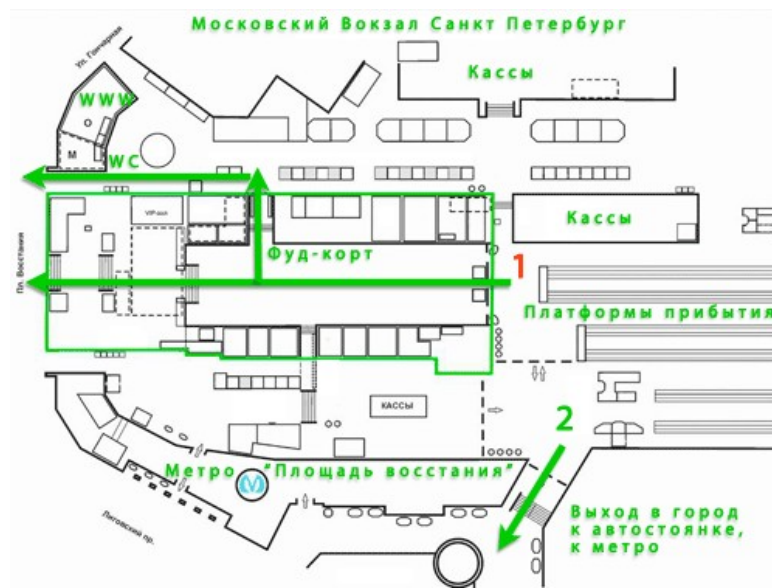 Московский Вокзал Санкт Петербург
Ул. Гончарная
Кассы
WWW
М
WC
VIP-зал
Кассы
Фуд-корт
1
Пл. Восстания
Платформы прибытия
КАССЫ
2
Метро "Площадь восстания"
Лиговский пр.
Выход в город
к автостоянке,
к метро